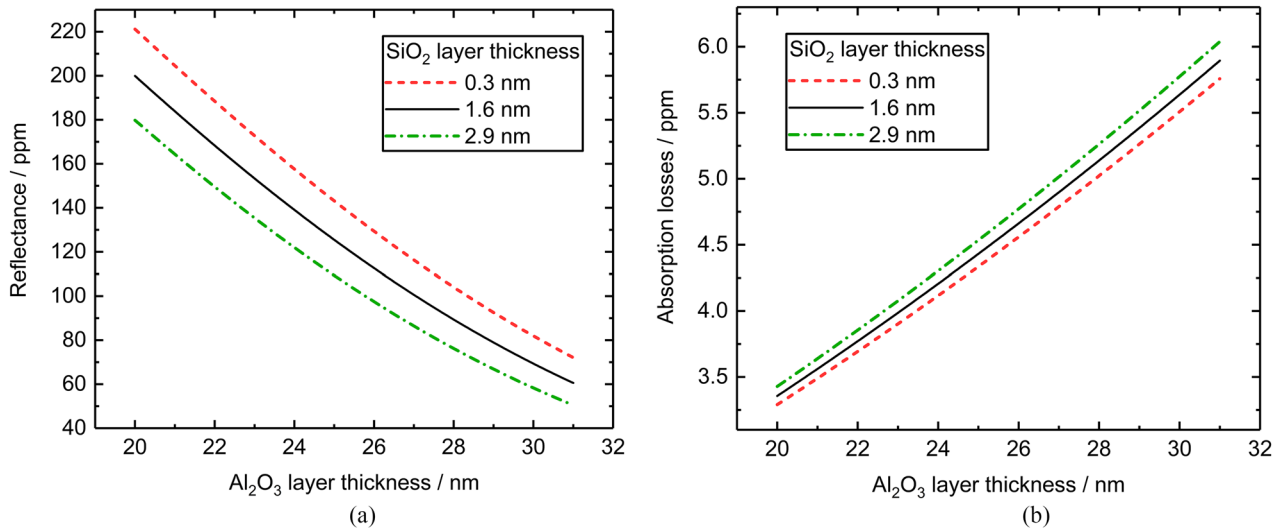 220
200
180
160
140
120
100
80
60
40
Reflectance / ppm
SiO₂ layer thickness
0.3 nm
1.6 nm
2.9 nm
20 22 24 26 28 30 32
Al₂O₃ layer thickness / nm
(a)
6.0
5.5
5.0
4.5
4.0
3.5
Absorption losses / ppm
SiO₂ layer thickness
0.3 nm
1.6 nm
2.9 nm
20 22 24 26 28 30 32
Al₂O₃ layer thickness / nm
(b)